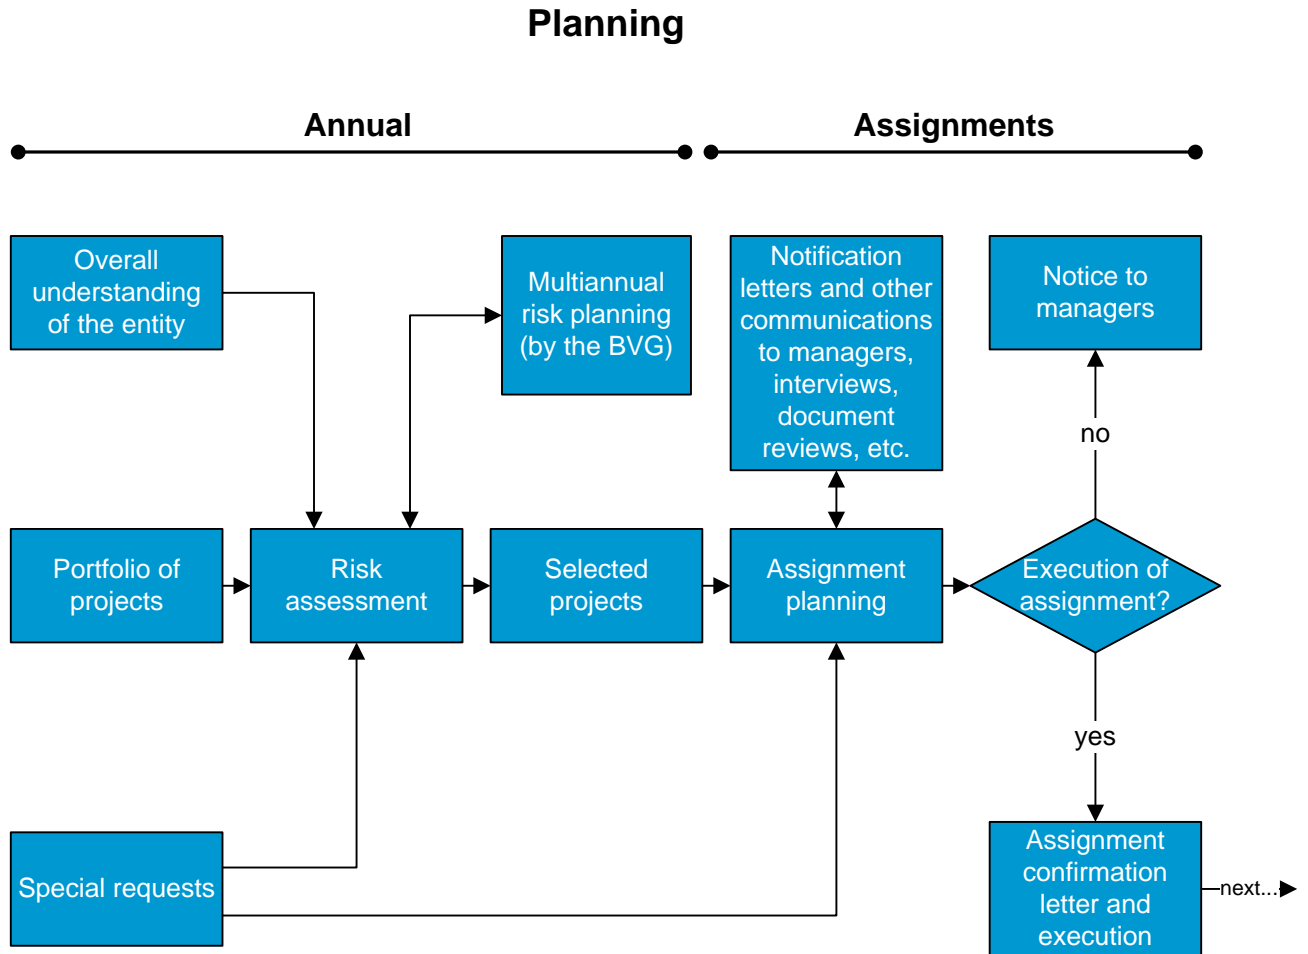 Planning
Annual
Assignments
Overall
understanding
of the entity
Multiannual
risk planning
(by the BVG)
Notification
letters and other
communications
to managers,
interviews,
document
reviews, etc.
Notice to
managers
no
Portfolio of
projects
Risk
assessment
Selected
projects
Assignment
planning
Execution of
assignment?
yes
Special requests
Assignment
confirmation
letter and
execution
next...